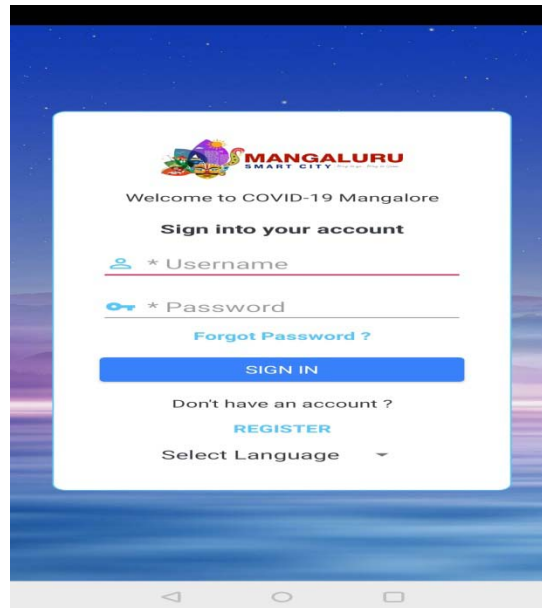 MANGALURU
SMART CITY
Welcome to COVID-19 Mangalore
Sign into your account
* Username
* Password
Forgot Password ?
SIGN IN
Don't have an account ?
REGISTER
Select Language